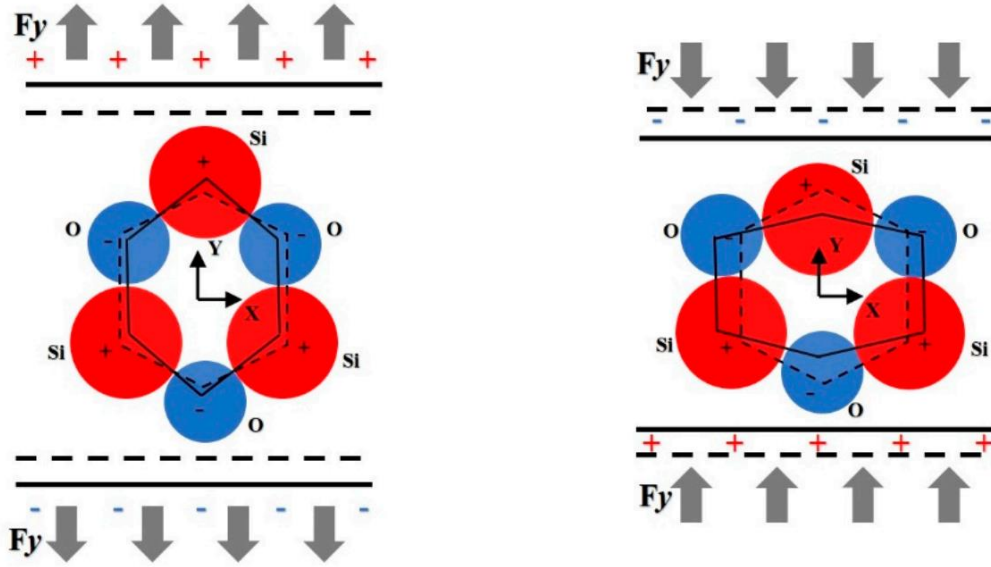 Fy
+ + + + +
Si
+
O
O
-
-
Y
X
Si
+
+
Si
-
O
- - - - -
Fy
Fy
- - - - -
Si
+
O
O
-
-
Y
X
Si
+
+
Si
-
O
+ + + + +
Fy